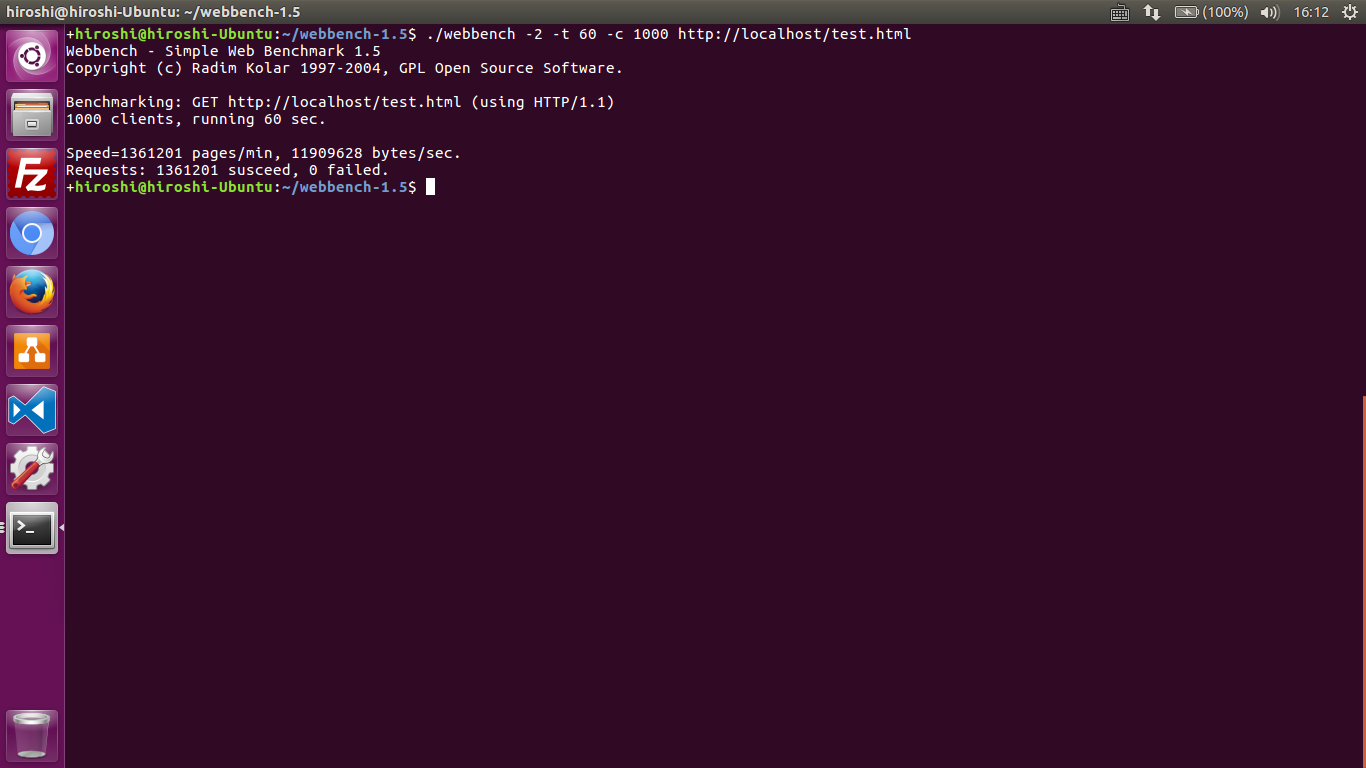 hiroshi@hiroshi-Ubuntu: ~/webbench-1.5
(100%) 16:12
+hiroshi@hiroshi-Ubuntu:~/webbench-1.5$ ./webbench -2 -t 60 -c 1000 http://localhost/test.html
Webbench - Simple Web Benchmark 1.5
Copyright (c) Radim Kolar 1997-2004, GPL Open Source Software.
Benchmarking: GET http://localhost/test.html (using HTTP/1.1)
1000 clients, running 60 sec.
Speed=1361201 pages/min, 11909628 bytes/sec.
Requests: 1361201 susceed, 0 failed.
+hiroshi@hiroshi-Ubuntu:~/webbench-1.5$
Fz
>_